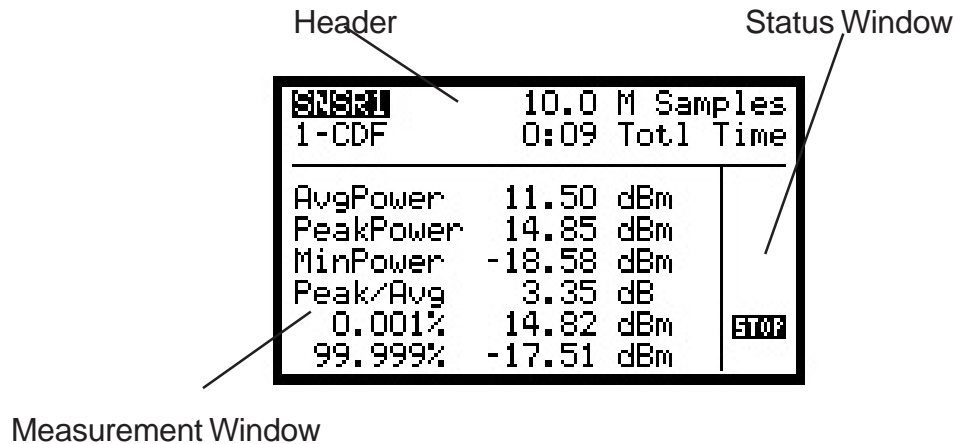 Header
Status Window
SNSR1 10.0 M Samples
1-CDF 0:09 Totl Time
AvgPower 11.50 dBm
PeakPower 14.85 dBm
MinPower -18.58 dBm
Peak/Avg 3.35 dB
0.001% 14.82 dBm
STOP
99.999% -17.51 dBm
Measurement Window